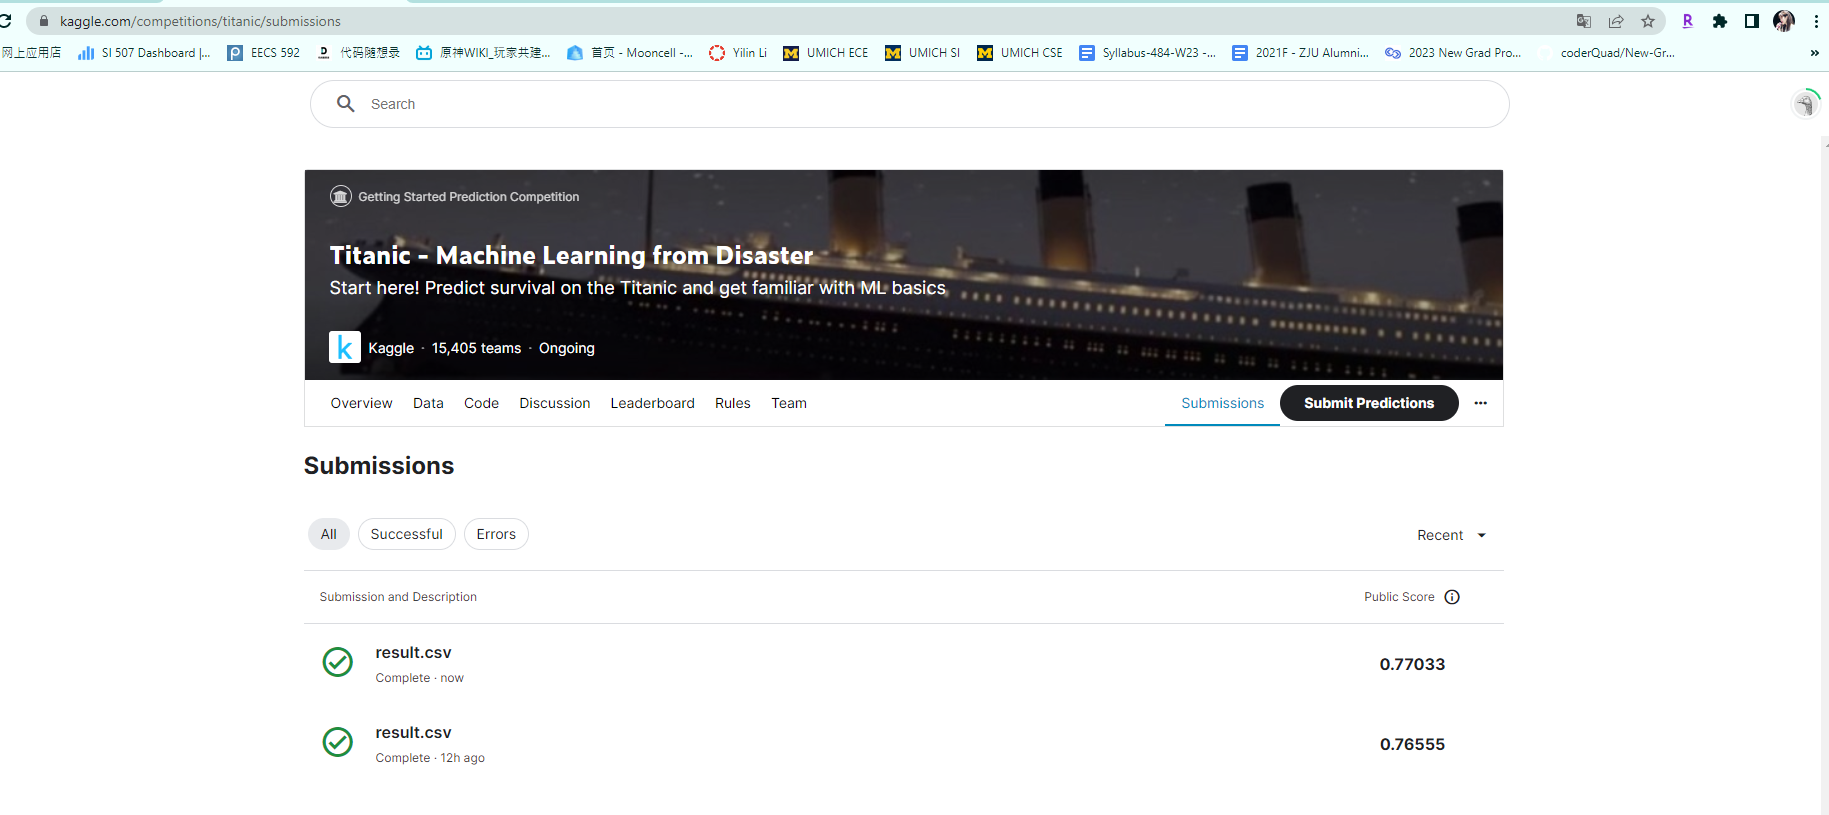 kaggle.com/competitions/titanic/submissions
网上应用店 SI 507 Dashboard |... EECS 592 代码随想录 原神WIKI_玩家共建... 首页 - Mooncell -... Yilin Li UMICH ECE UMICH SI UMICH CSE Syllabus-484-W23 -... 2021F - ZJU Alumni... 2023 New Grad Pro... coderQuad/New-Gr... »
Search
Getting Started Prediction Competition
Titanic - Machine Learning from Disaster
Start here! Predict survival on the Titanic and get familiar with ML basics
k Kaggle · 15,405 teams · Ongoing
Overview Data Code Discussion Leaderboard Rules Team Submissions Submit Predictions ...
Submissions
All Successful Errors Recent
Submission and Description Public Score
result.csv
Complete · now
0.77033
result.csv
Complete · 12h ago
0.76555